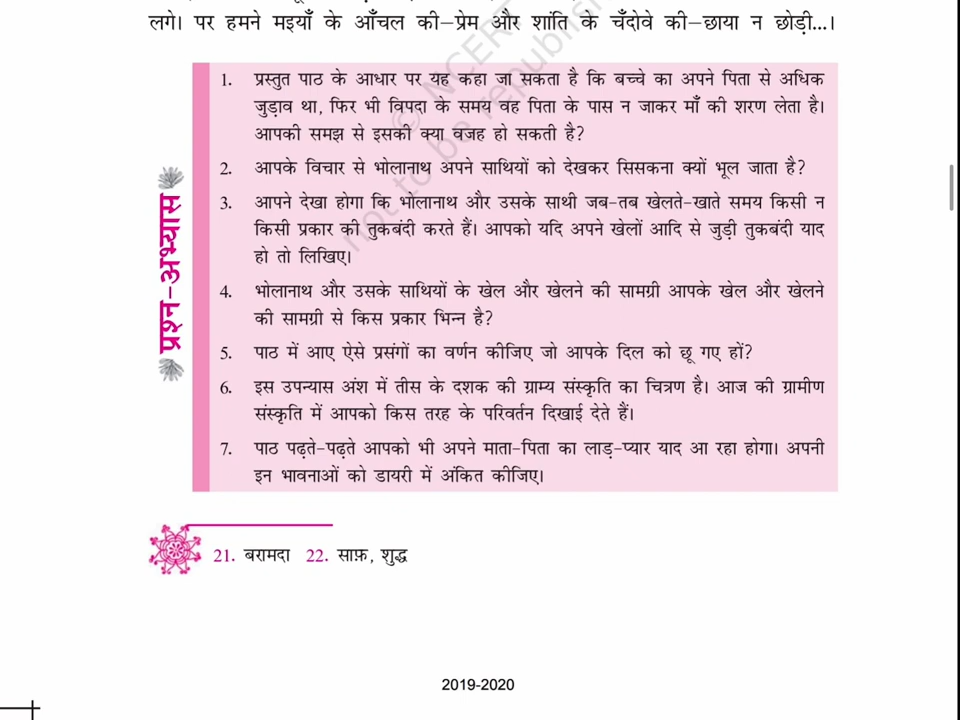 लगे। पर हमने मइयाँ के आँचल की–प्रेम और शांति के चँदोवे की–छाया न छोड़ी...।
प्रश्न-अभ्यास
1. प्रस्तुत पाठ के आधार पर यह कहा जा सकता है कि बच्चे का अपने पिता से अधिक
जुड़ाव था, फिर भी विपदा के समय वह पिता के पास न जाकर माँ की शरण लेता है।
आपकी समझ से इसकी क्या वजह हो सकती है?
2. आपके विचार से भोलानाथ अपने साथियों को देखकर सिसकना क्यों भूल जाता है?
3. आपने देखा होगा कि भोलानाथ और उसके साथी जब-तब खेलते-खाते समय किसी न
किसी प्रकार की तुकबंदी करते हैं। आपको यदि अपने खेलों आदि से जुड़ी तुकबंदी याद
हो तो लिखिए।
4. भोलानाथ और उसके साथियों के खेल और खेलने की सामग्री आपके खेल और खेलने
की सामग्री से किस प्रकार भिन्न है?
5. पाठ में आए ऐसे प्रसंगों का वर्णन कीजिए जो आपके दिल को छू गए हों?
6. इस उपन्यास अंश में तीस के दशक की ग्राम्य संस्कृति का चित्रण है। आज की ग्रामीण
संस्कृति में आपको किस तरह के परिवर्तन दिखाई देते हैं।
7. पाठ पढ़ते-पढ़ते आपको भी अपने माता-पिता का लाड़-प्यार याद आ रहा होगा। अपनी
इन भावनाओं को डायरी में अंकित कीजिए।
© NCERT
not to be republish
21. बरामदा 22. साफ़, शुद्ध
2019-2020